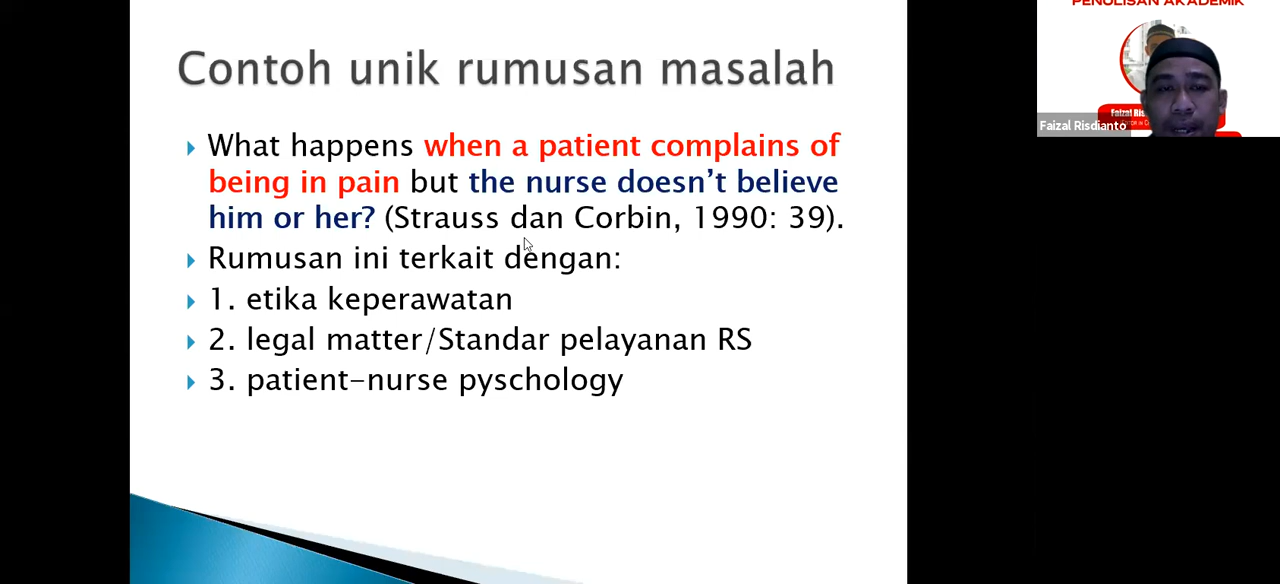 Contoh unik rumusan masalah
What happens when a patient complains of
being in pain but the nurse doesn't believe
him or her? (Strauss dan Corbin, 1990: 39).
Rumusan ini terkait dengan:
1. etika keperawatan
2. legal matter/Standar pelayanan RS
3. patient-nurse pyschology
PENULISAN AKADEMIK
Faizal Ris
Faizal Risdianto